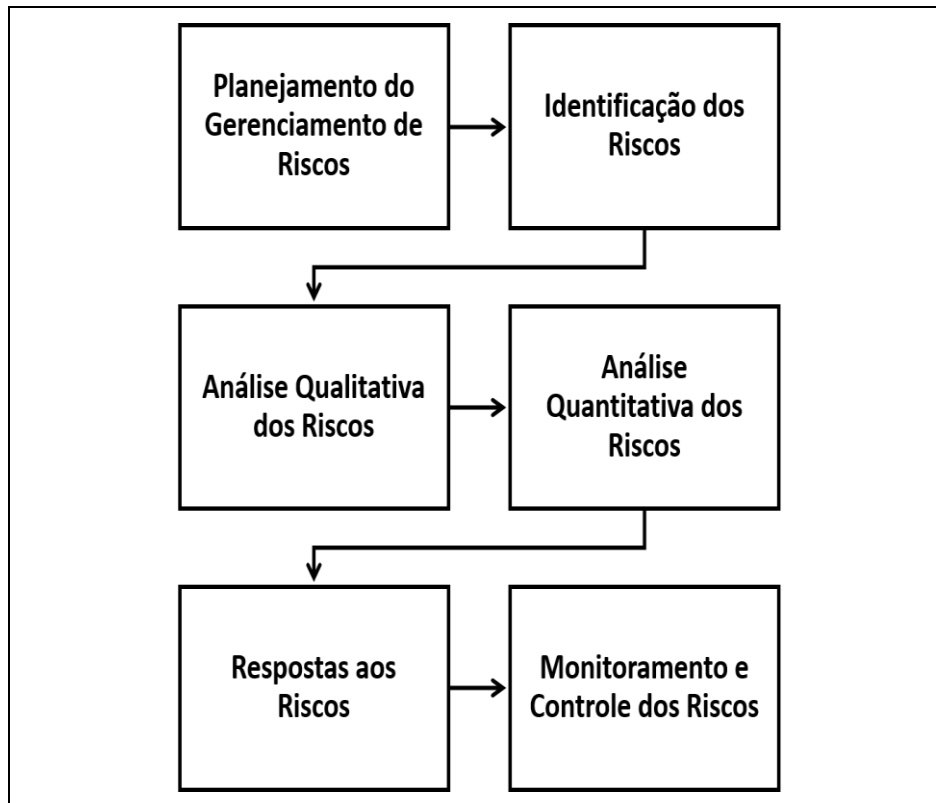 Planejamento do
Gerenciamento de
Riscos
Identificação dos
Riscos
Análise Qualitativa
dos Riscos
Análise
Quantitativa dos
Riscos
Respostas aos
Riscos
Monitoramento e
Controle dos Riscos